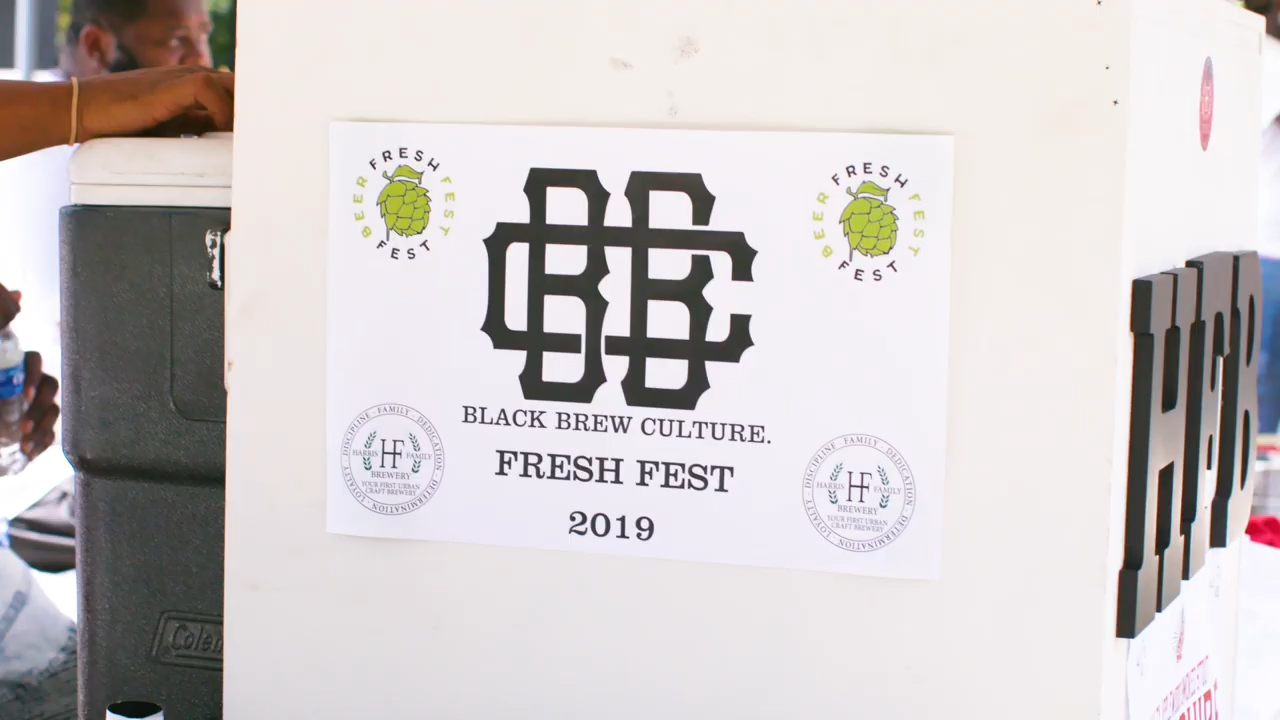 FRESH
BEER
FEST
FEST
BBC
FRESH
BEER
FEST
FEST
BLACK BREW CULTURE.
FRESH FEST
2019
DISCIPLINE · FAMILY · DEDICATION · DETERMINATION · LOYALTY
HF
HARRIS FAMILY
BREWERY
YOUR FIRST URBAN
CRAFT BREWERY
DISCIPLINE · FAMILY · DEDICATION · DETERMINATION · LOYALTY
HF
HARRIS FAMILY
BREWERY
YOUR FIRST URBAN
CRAFT BREWERY
HFB
Colem